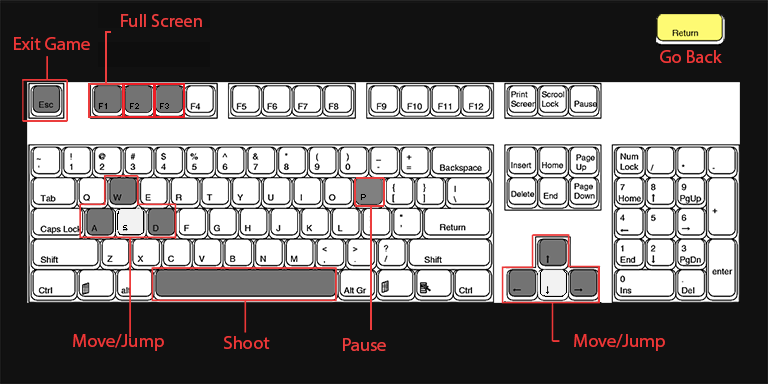 Full Screen
Exit Game
Return
Go Back
Esc F1 F2 F3 F4 F5 F6 F7 F8 F9 F10 F11 F12 Print Screen Scrool Lock Pause
~ - ! 1 @ 2 # 3 $ 4 % 5 ^ 6 & 7 * 8 ( 9 ) 0 _ - + = Backspace Insert Home Page Up Num Lock / * -
Tab Q W E R T Y U I O P { [ } ] | \ Delete End Page Down 7 Home 8 ↑ 9 PgUp +
Caps Lock A S D F G H J K L : ; " ' Return 4 ← 5 6 →
Shift Z X C V B N M < , > . ? / Shift ↑ 1 End 2 ↓ 3 PgDn enter
Ctrl alt Alt Gr Ctrl ← ↓ → 0 Ins . Del
Move/Jump Shoot Pause Move/Jump